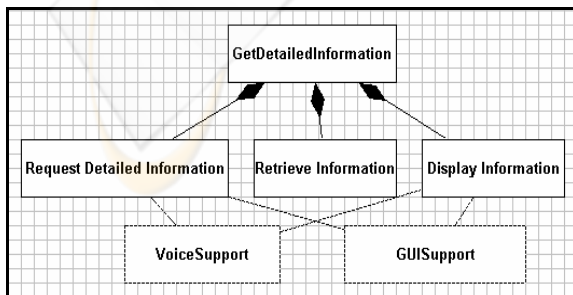 GetDetailedInformation
Request Detailed Information
Retrieve Information
Display Information
VoiceSupport
GUISupport